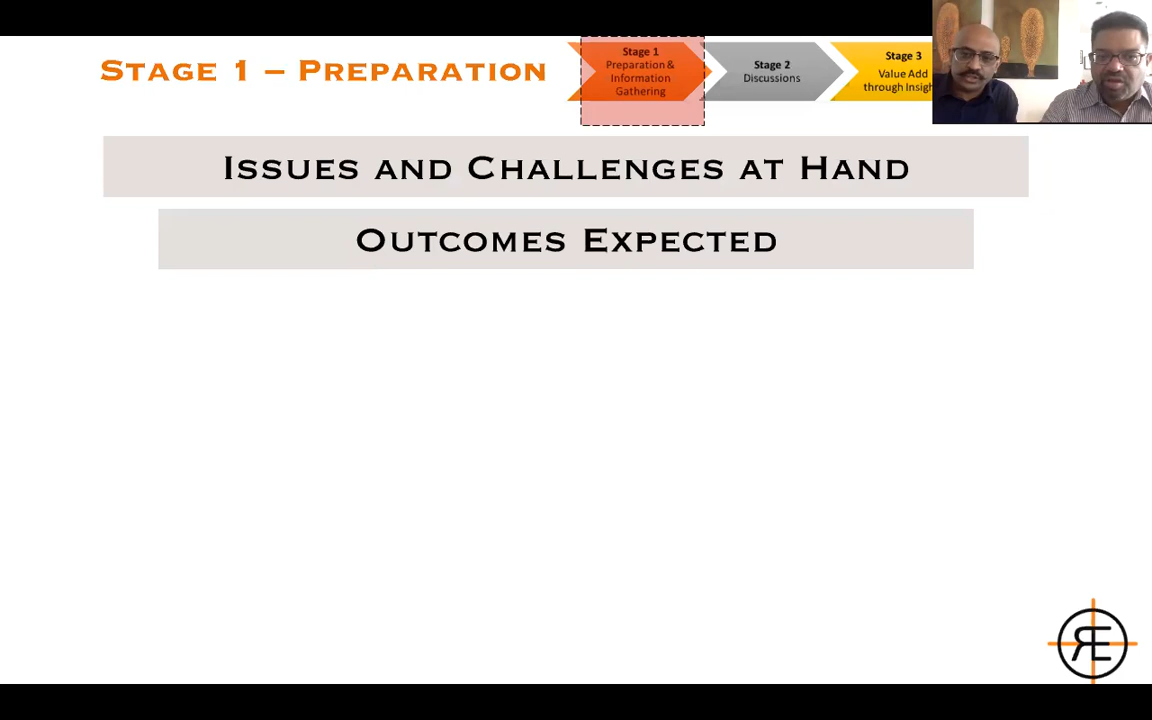 STAGE 1 – PREPARATION
Stage 1
Preparation &
Information
Gathering
Stage 2
Discussions
Stage 3
Value Add
through
ISSUES AND CHALLENGES AT HAND
OUTCOMES EXPECTED